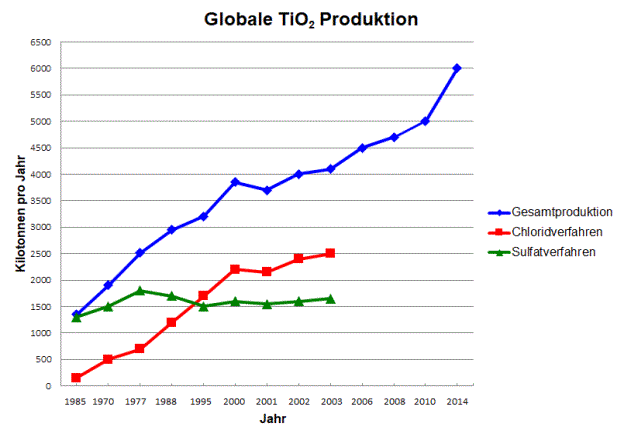 Globale TiO₂ Produktion
6500
6000
5500
5000
4500
4000
3500
3000
2500
2000
1500
1000
500
0
Kilotonnen pro Jahr
1985 1970 1977 1988 1995 2000 2001 2002 2003 2006 2008 2010 2014
Jahr
Gesamtproduktion
Chloridverfahren
Sulfatverfahren